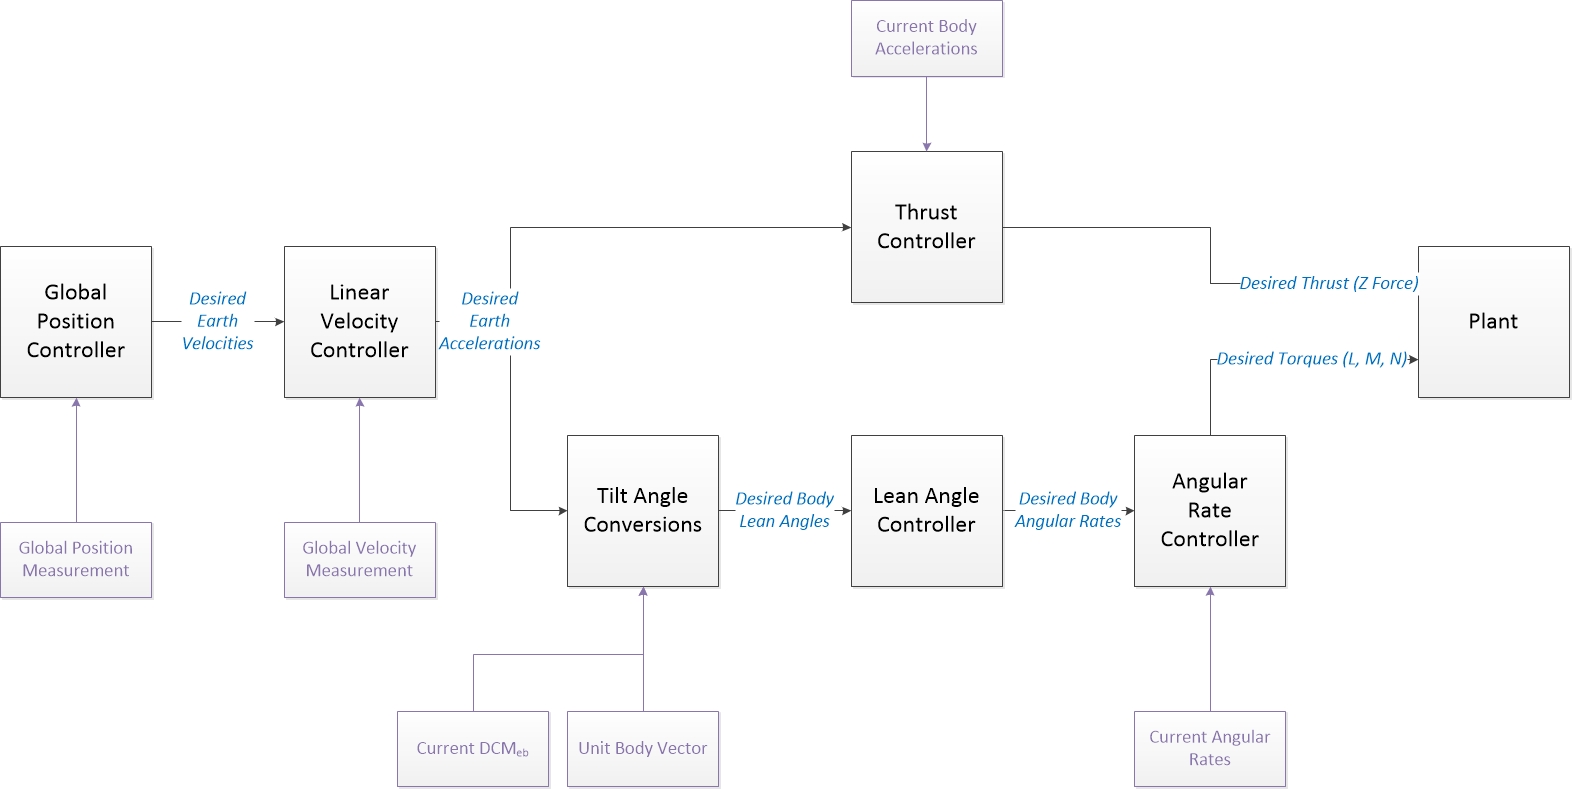 Current Body
Accelerations
Thrust
Controller
Global
Position
Controller
Desired
Earth
Velocities
Linear
Velocity
Controller
Desired
Earth
Accelerations
Desired Thrust (Z Force)
Plant
Desired Torques (L, M, N)
Tilt Angle
Conversions
Desired Body
Lean Angles
Lean Angle
Controller
Desired Body
Angular Rates
Angular
Rate
Controller
Global Position
Measurement
Global Velocity
Measurement
Current DCMeb
Unit Body Vector
Current Angular
Rates